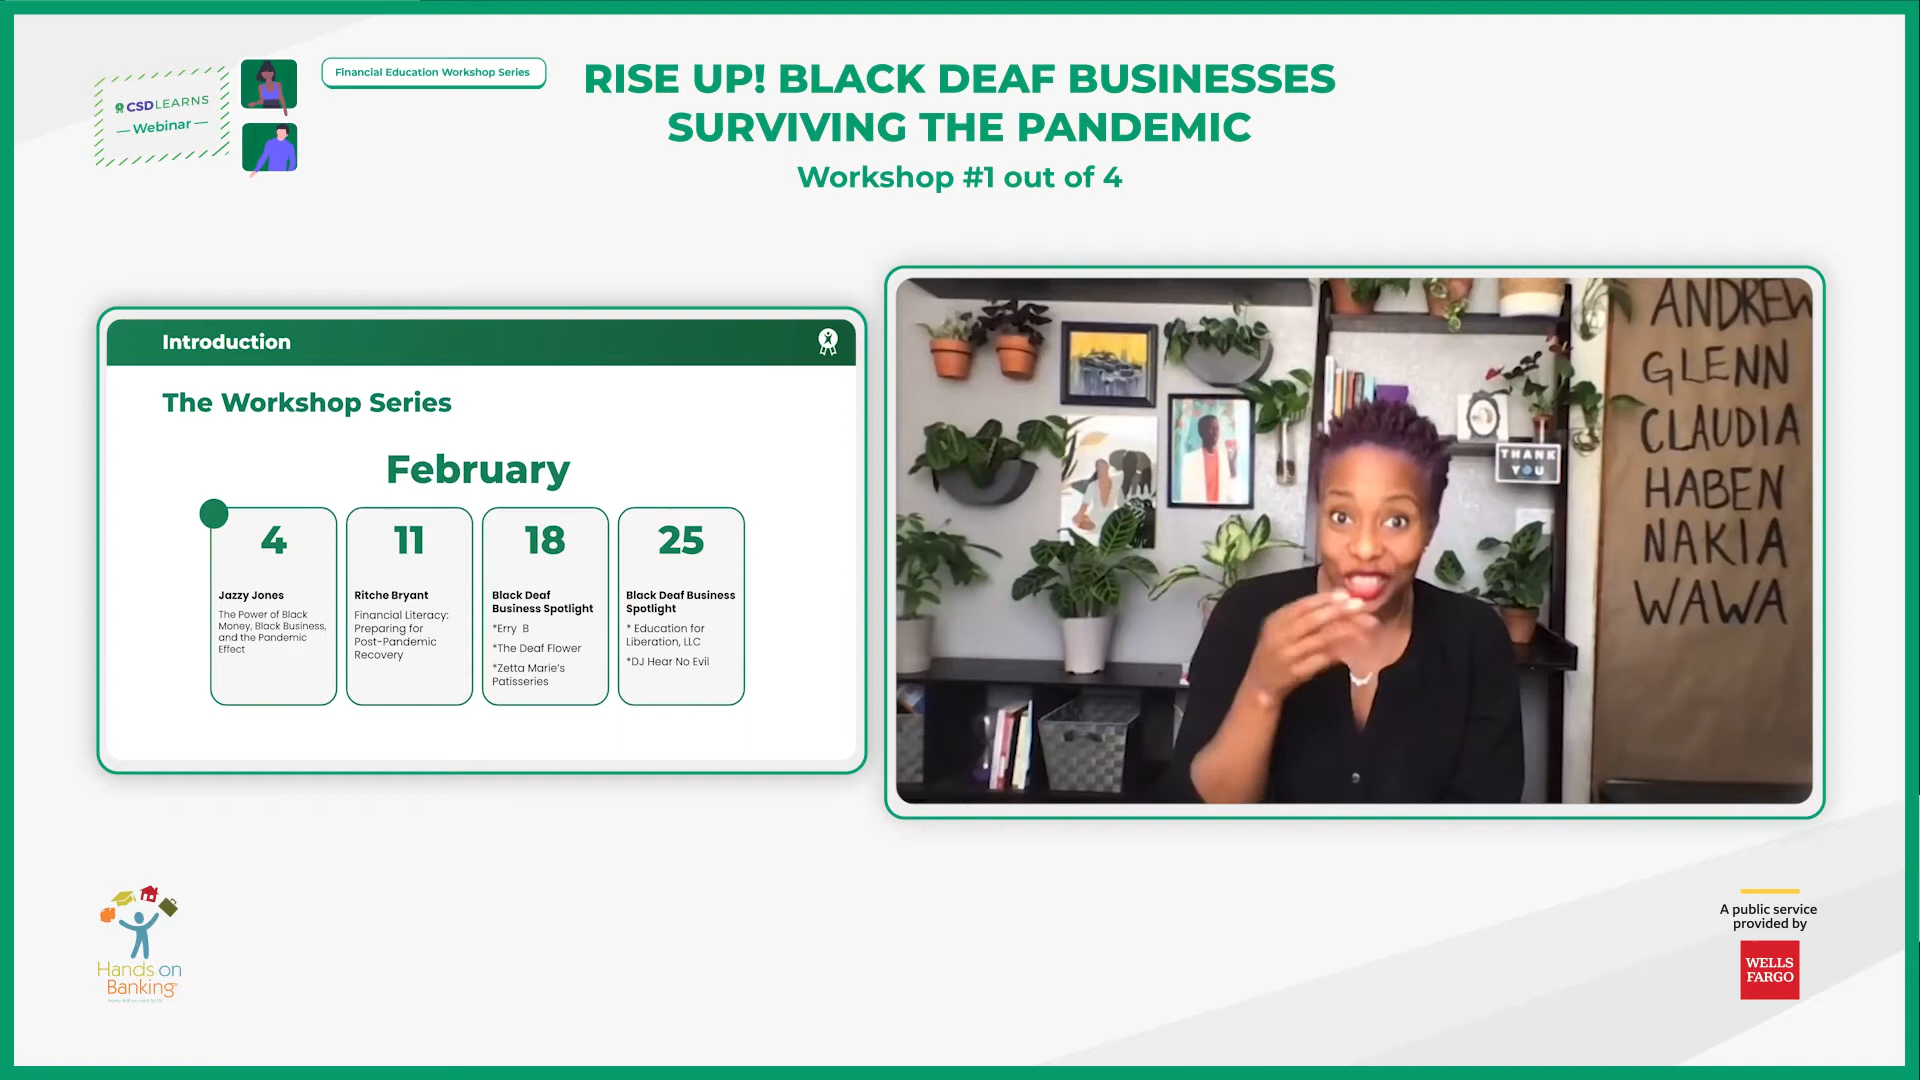 CSDLEARNS
— Webinar —
Financial Education Workshop Series
RISE UP! BLACK DEAF BUSINESSES
SURVIVING THE PANDEMIC
Workshop #1 out of 4
Introduction
The Workshop Series
February
4
Jazzy Jones
The Power of Black
Money, Black Business,
and the Pandemic
Effect
11
Ritche Bryant
Financial Literacy:
Preparing for
Post-Pandemic
Recovery
18
Black Deaf
Business Spotlight
*Erry B
*The Deaf Flower
*Zetta Marie's
Patisseries
25
Black Deaf Business
Spotlight
* Education for
Liberation, LLC
*DJ Hear No Evil
THANK
YOU
ANDREW
GLENN
CLAUDIA
HABEN
NAKIA
WAWA
Hands on
Banking®
A public service
provided by
WELLS
FARGO